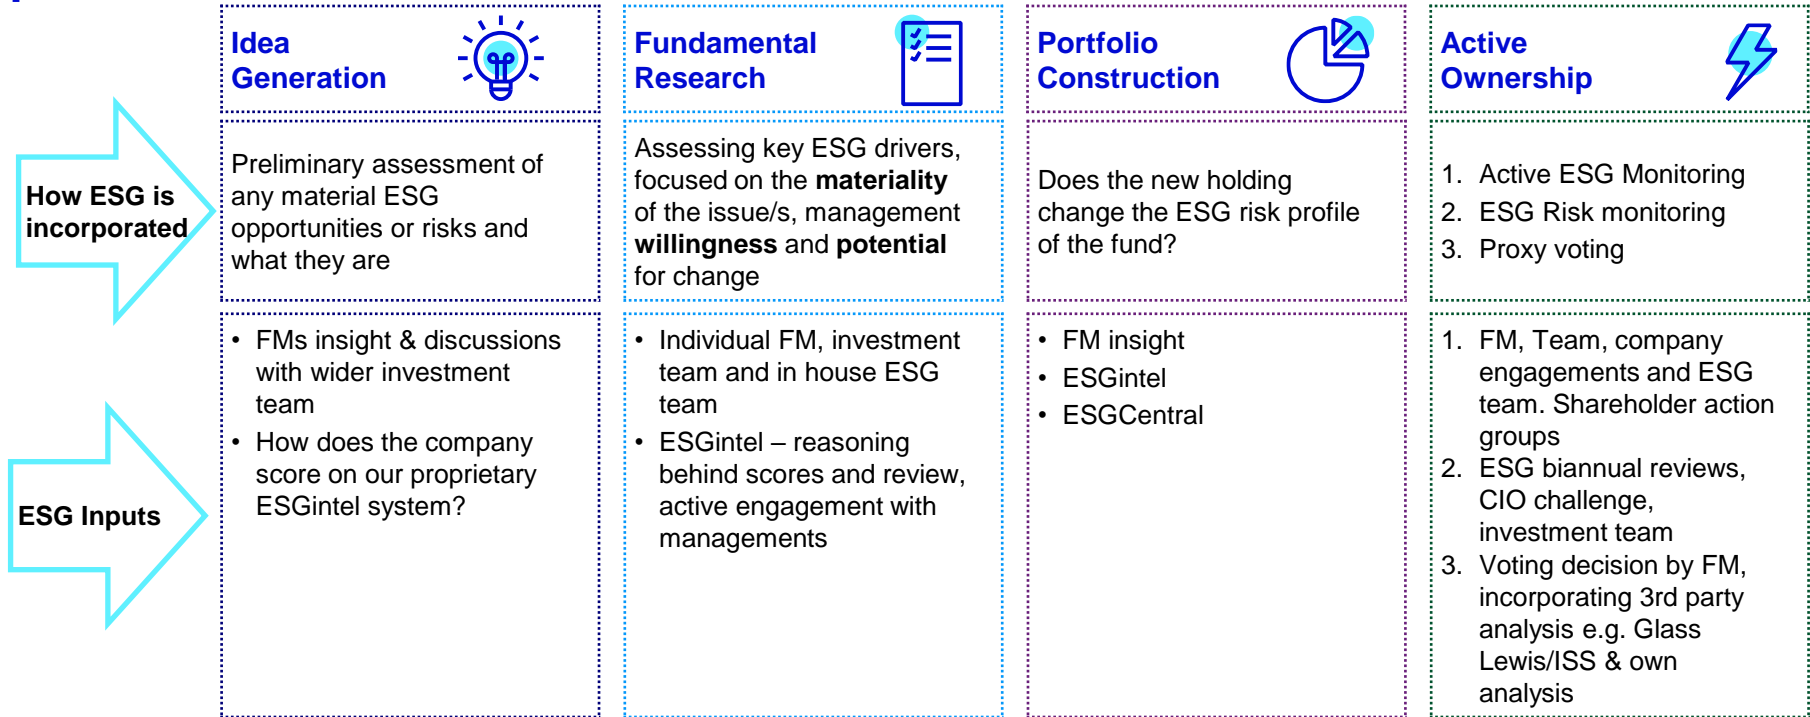 Idea
Generation
Fundamental
Research
Portfolio
Construction
Active
Ownership
How ESG is
incorporated
Preliminary assessment of
any material ESG
opportunities or risks and
what they are
Assessing key ESG drivers,
focused on the materiality
of the issue/s, management
willingness and potential
for change
Does the new holding
change the ESG risk profile
of the fund?
1. Active ESG Monitoring
2. ESG Risk monitoring
3. Proxy voting
ESG Inputs
• FMs insight & discussions
with wider investment
team
• How does the company
score on our proprietary
ESGintel system?
• Individual FM, investment
team and in house ESG
team
• ESGintel – reasoning
behind scores and review,
active engagement with
managements
• FM insight
• ESGintel
• ESGCentral
1. FM, Team, company
engagements and ESG
team. Shareholder action
groups
2. ESG biannual reviews,
CIO challenge,
investment team
3. Voting decision by FM,
incorporating 3rd party
analysis e.g. Glass
Lewis/ISS & own
analysis